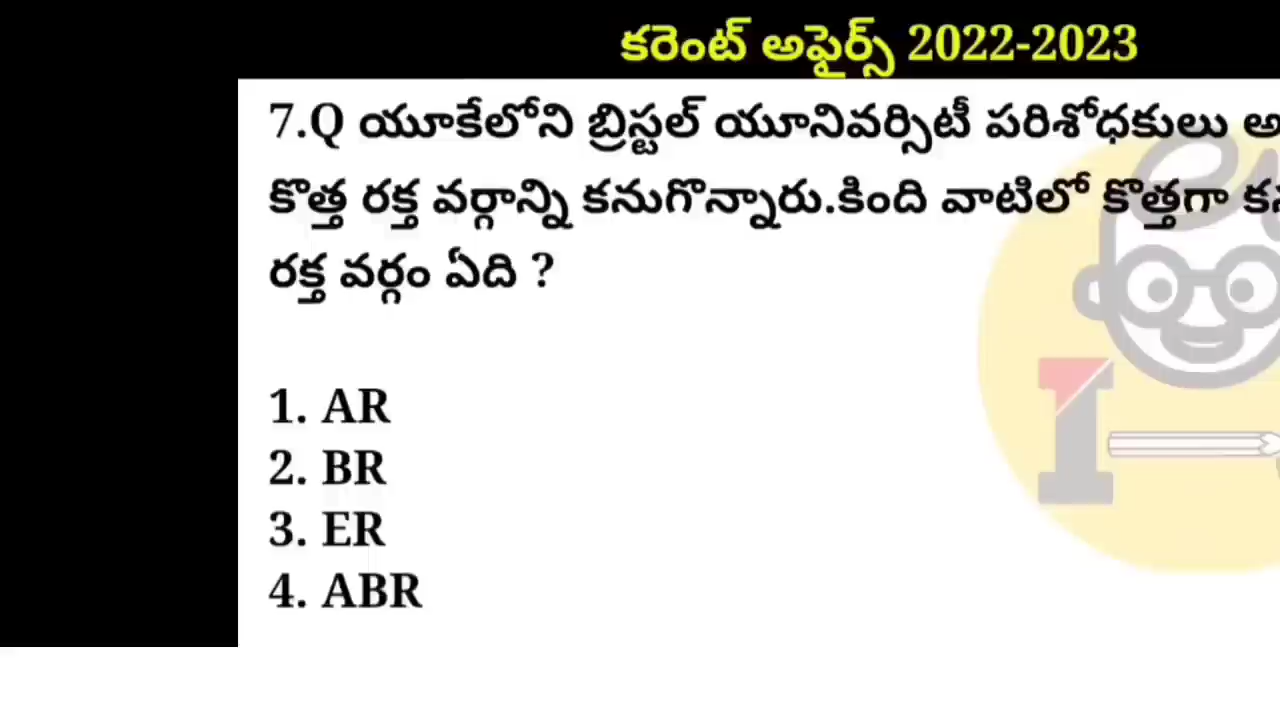 కరెంట్ అఫైర్స్ 2022-2023
7.Q యూకేలోని బ్రిస్టల్ యూనివర్సిటీ పరిశోధకులు
కొత్త రక్త వర్గాన్ని కనుగొన్నారు.కింది వాటిలో కొత్తగా
రక్త వర్గం ఏది ?
1. AR
2. BR
3. ER
4. ABR